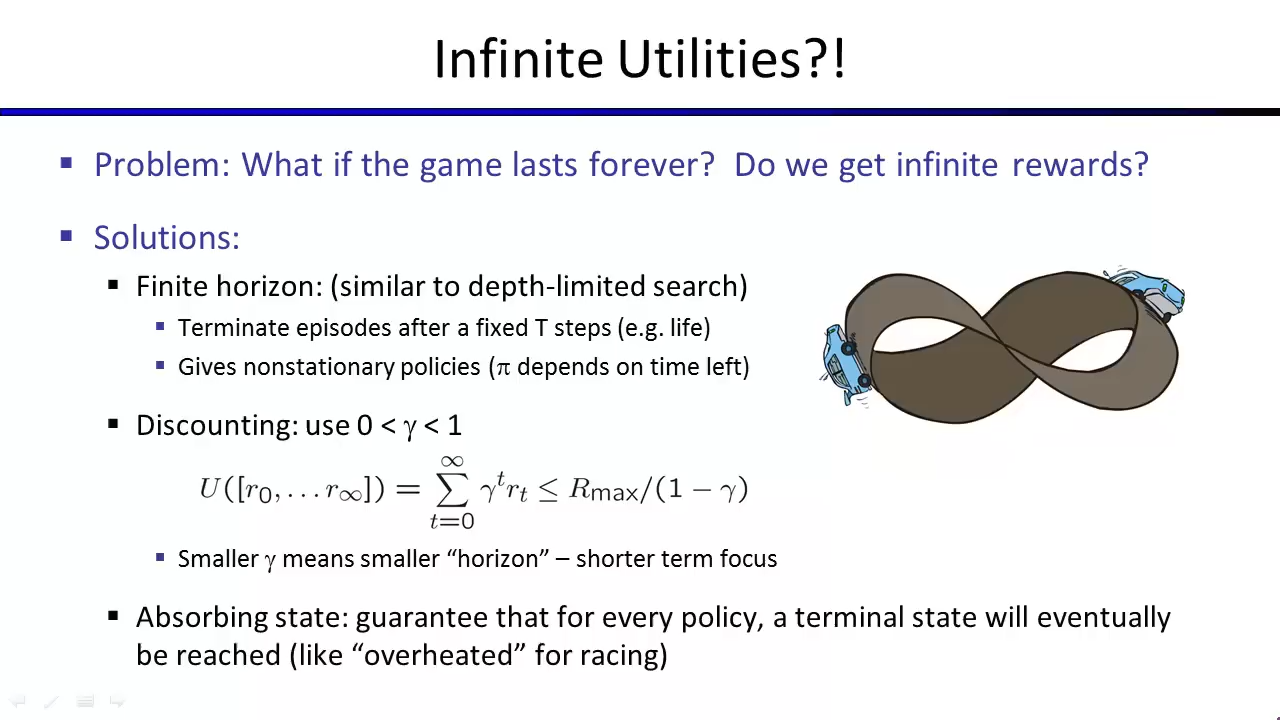 Infinite Utilities?!
▪ Problem: What if the game lasts forever? Do we get infinite rewards?
▪ Solutions:
▪ Finite horizon: (similar to depth-limited search)
▪ Terminate episodes after a fixed T steps (e.g. life)
▪ Gives nonstationary policies (π depends on time left)
▪ Discounting: use 0 < γ < 1
U([r₀, . . . r∞]) = ∑_{t=0}^{∞} γᵗrₜ ≤ R_max/(1 − γ)
▪ Smaller γ means smaller “horizon” – shorter term focus
▪ Absorbing state: guarantee that for every policy, a terminal state will eventually
be reached (like “overheated” for racing)